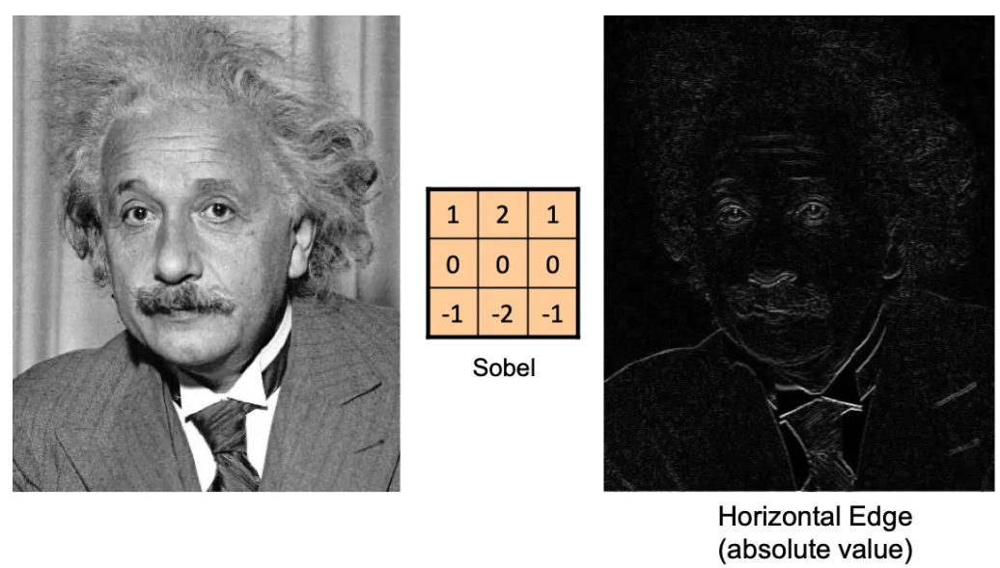 1 2 1
0 0 0
-1 -2 -1
Sobel
Horizontal Edge
(absolute value)